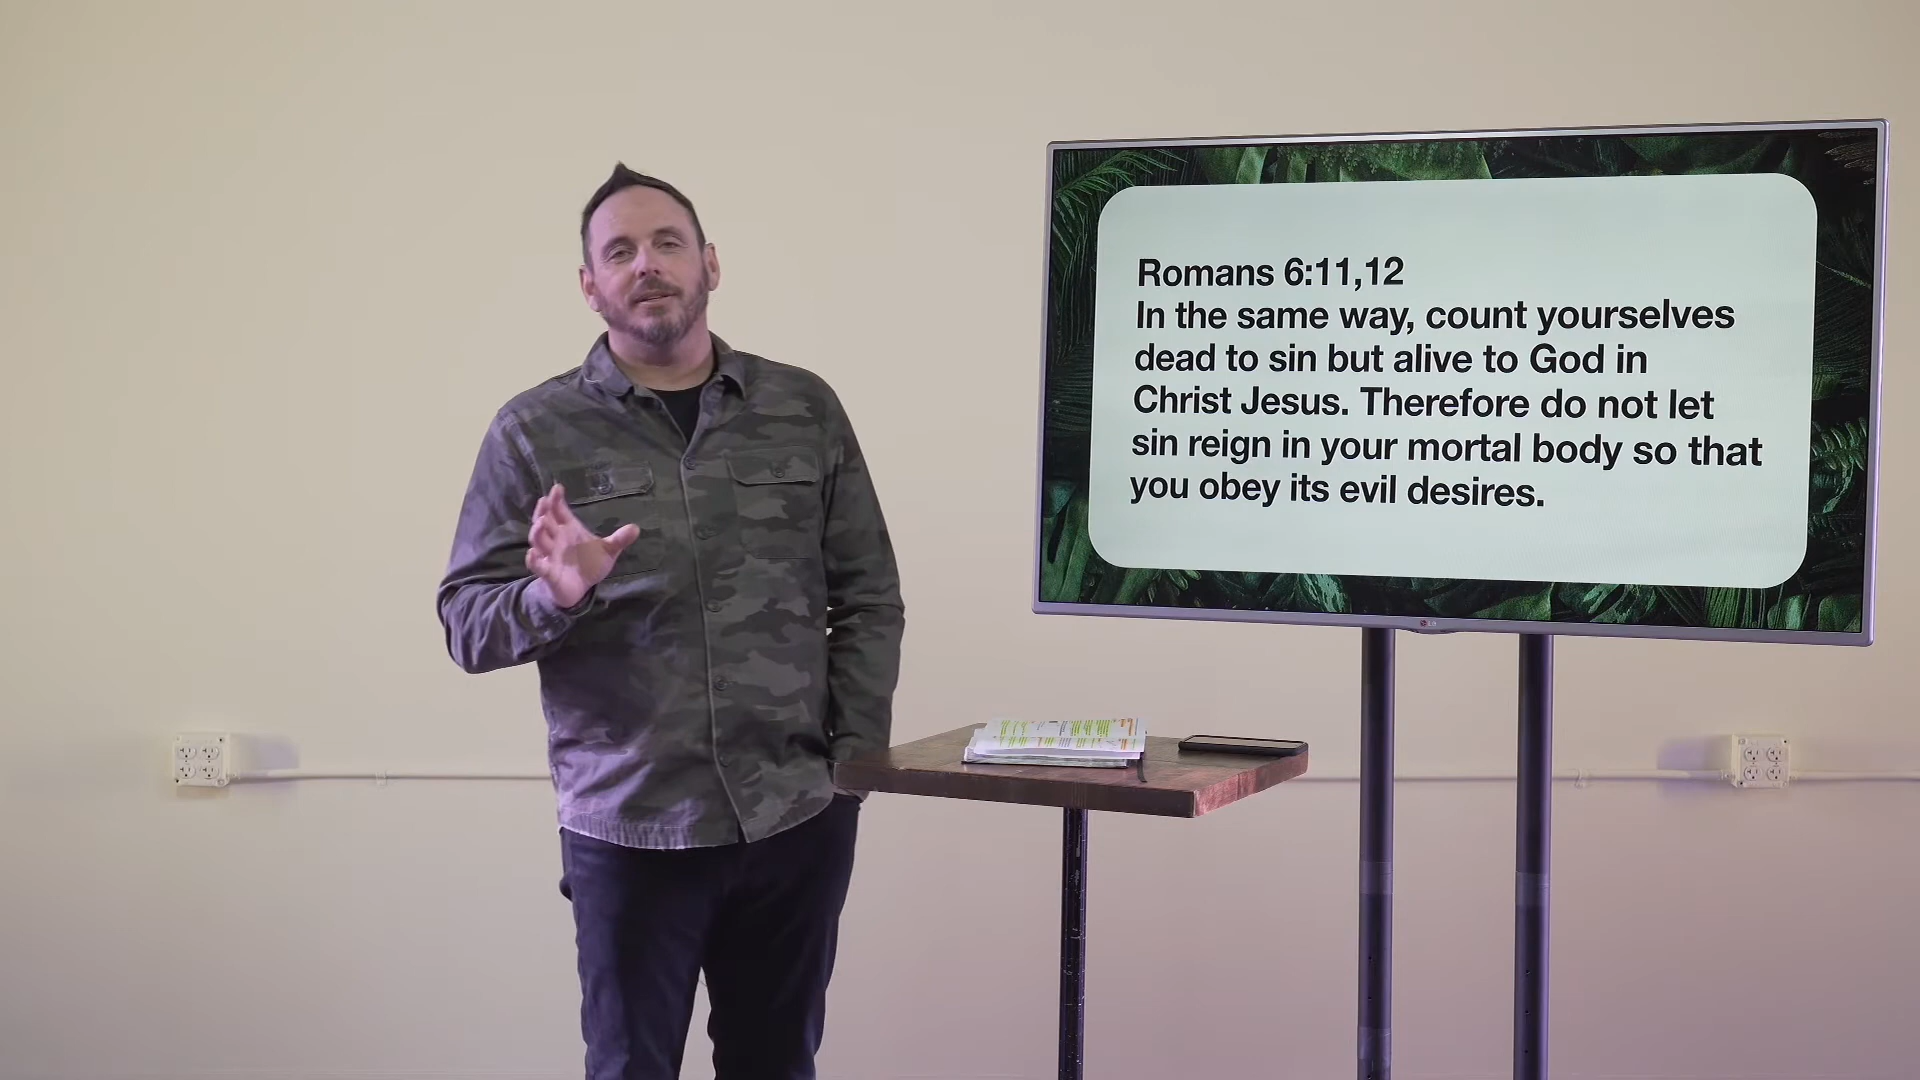 Romans 6:11,12
In the same way, count yourselves
dead to sin but alive to God in
Christ Jesus. Therefore do not let
sin reign in your mortal body so that
you obey its evil desires.
LG